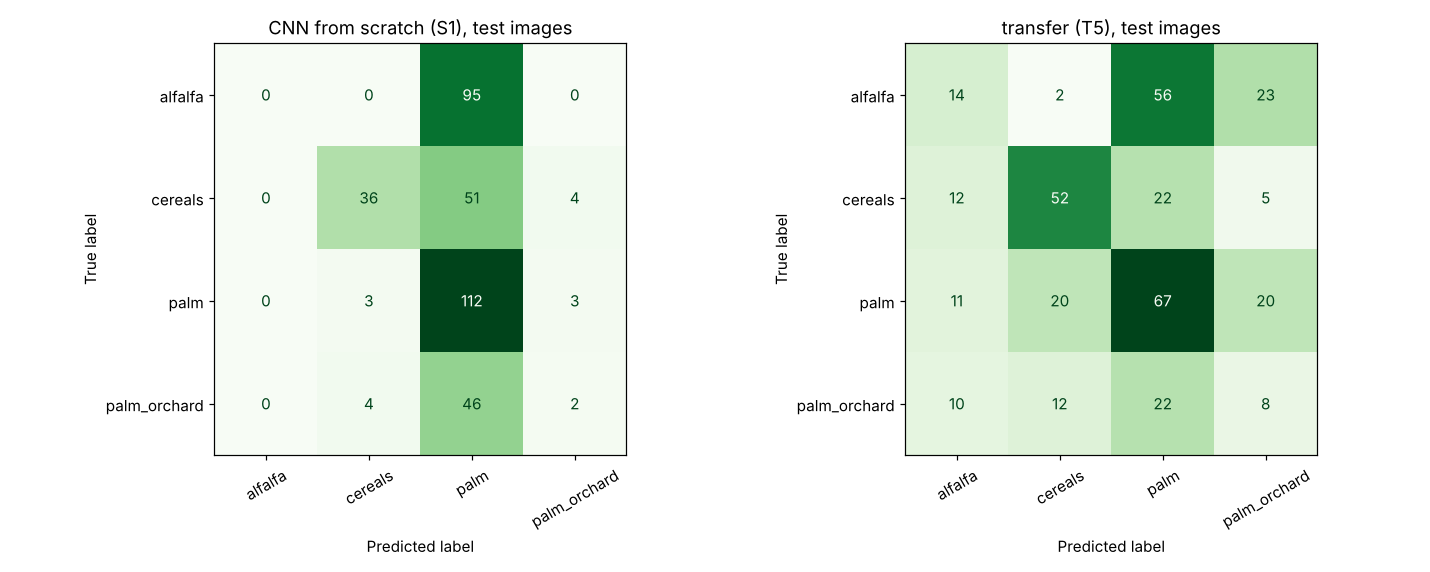 CNN from scratch (S1), test images
True label
alfalfa 0 0 95 0
cereals 0 36 51 4
palm 0 3 112 3
palm_orchard 0 4 46 2
alfalfa cereals palm palm_orchard
Predicted label
transfer (T5), test images
True label
alfalfa 14 2 56 23
cereals 12 52 22 5
palm 11 20 67 20
palm_orchard 10 12 22 8
alfalfa cereals palm palm_orchard
Predicted label